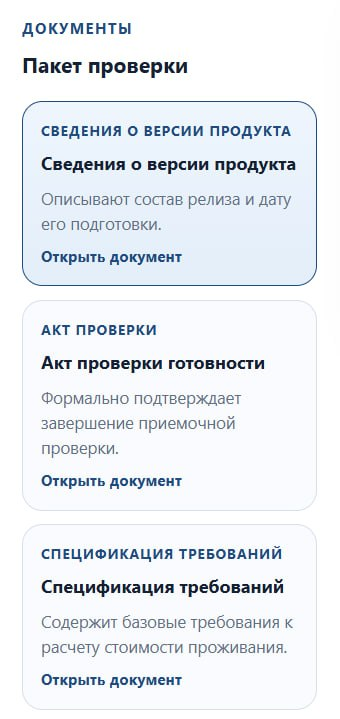 ДОКУМЕНТЫ
Пакет проверки
СВЕДЕНИЯ О ВЕРСИИ ПРОДУКТА
Сведения о версии продукта
Описывают состав релиза и дату
его подготовки.
Открыть документ
АКТ ПРОВЕРКИ
Акт проверки готовности
Формально подтверждает
завершение приемочной
проверки.
Открыть документ
СПЕЦИФИКАЦИЯ ТРЕБОВАНИЙ
Спецификация требований
Содержит базовые требования к
расчету стоимости проживания.
Открыть документ